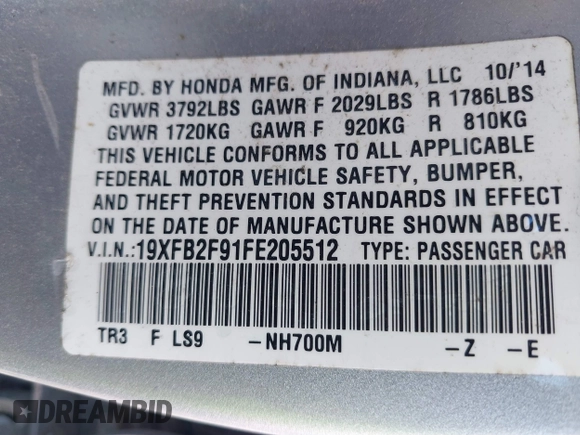 MFD. BY HONDA MFG. OF INDIANA, LLC 10/'14
GVWR 3792LBS GAWR F 2029LBS R 1786LBS
GVWR 1720KG GAWR F 920KG R 810KG
THIS VEHICLE CONFORMS TO ALL APPLICABLE
FEDERAL MOTOR VEHICLE SAFETY, BUMPER,
AND THEFT PREVENTION STANDARDS IN EFFECT
ON THE DATE OF MANUFACTURE SHOWN ABOVE.
V.I.N.:19XFB2F91FE205512 TYPE: PASSENGER CAR
TR3 F LS9 -NH700M -Z -E
DREAMBID